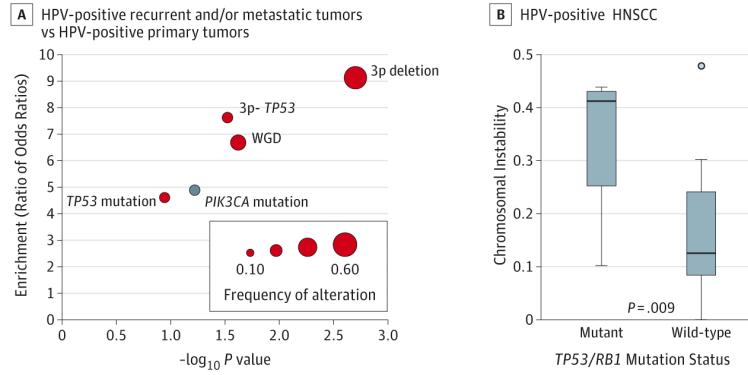 A HPV-positive recurrent and/or metastatic tumors
vs HPV-positive primary tumors
Enrichment (Ratio of Odds Ratios)
10
9
8
7
6
5
4
3
2
1
0
3p deletion
3p- TP53
WGD
TP53 mutation
PIK3CA mutation
0.10 0.60
Frequency of alteration
0 0.5 1.0 1.5 2.0 2.5 3.0
–log10 P value
B HPV-positive HNSCC
Chromosomal Instability
0.5
0.4
0.3
0.2
0.1
0
P=.009
Mutant Wild-type
TP53/RB1 Mutation Status